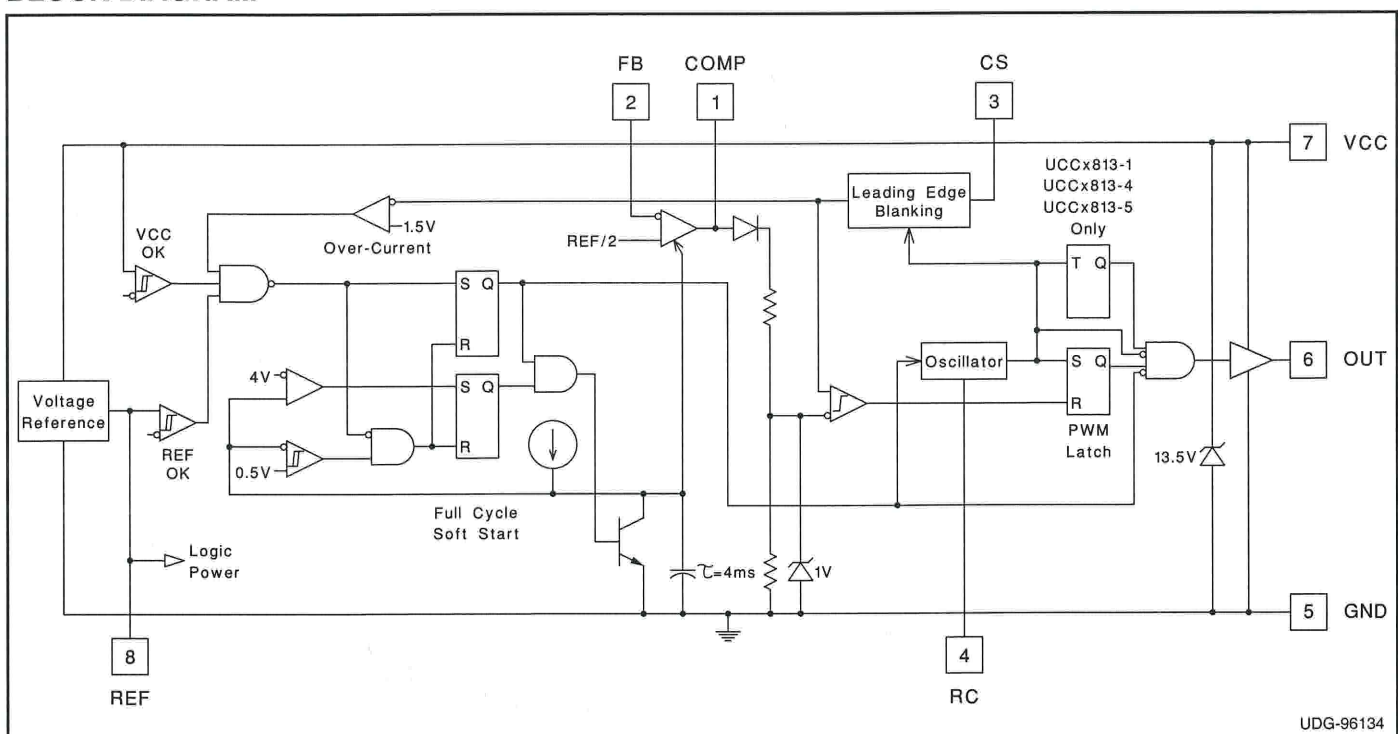 FB
COMP
CS
2
1
3
7
VCC
UCCx813-1
UCCx813-4
UCCx813-5
Only
Leading Edge
Blanking
1.5V
Over-Current
REF/2
VCC
OK
T Q
S Q
R
Oscillator
S Q
R
PWM
Latch
6
OUT
4V
S Q
R
Voltage
Reference
REF
OK
0.5V
13.5V
Full Cycle
Soft Start
Logic
Power
τ=4ms
1V
5
GND
8
REF
4
RC
UDG-96134